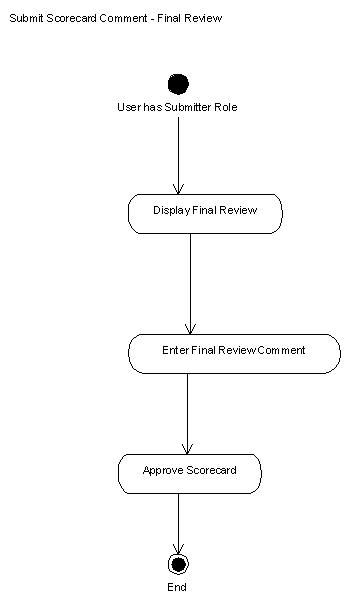 Submit Scorecard Comment - Final Review
User has Submitter Role
Display Final Review
Enter Final Review Comment
Approve Scorecard
End